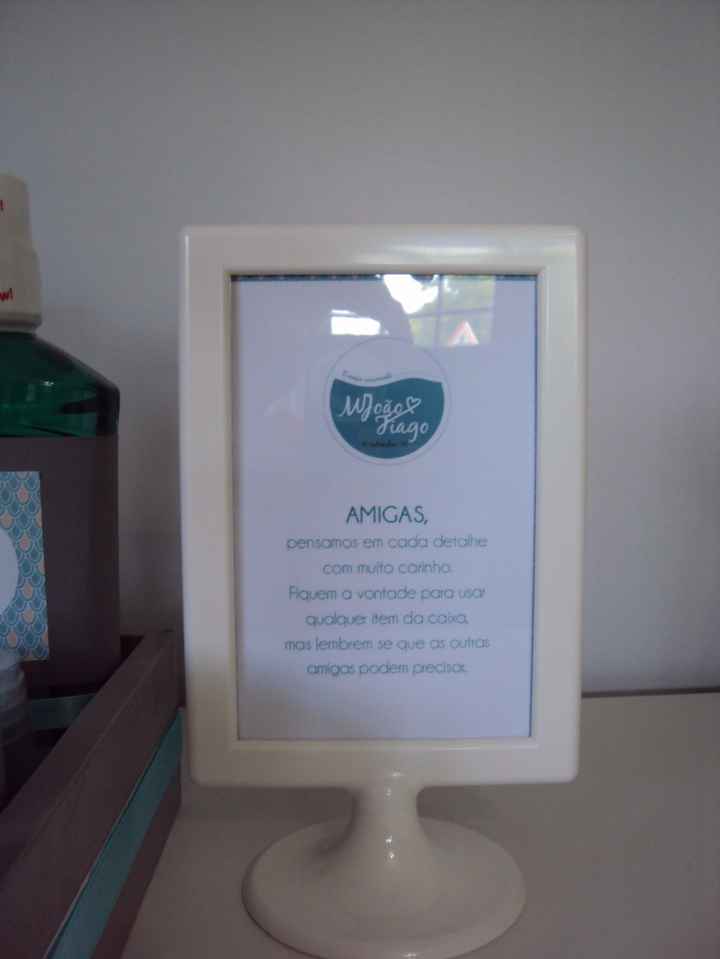 MJoão
Tiago
AMIGAS,
pensamos em cada detalhe
com muito carinho.
Fiquem a vontade para usar
qualquer item da caixa,
mas lembrem se que as outras
amigas podem precisar.